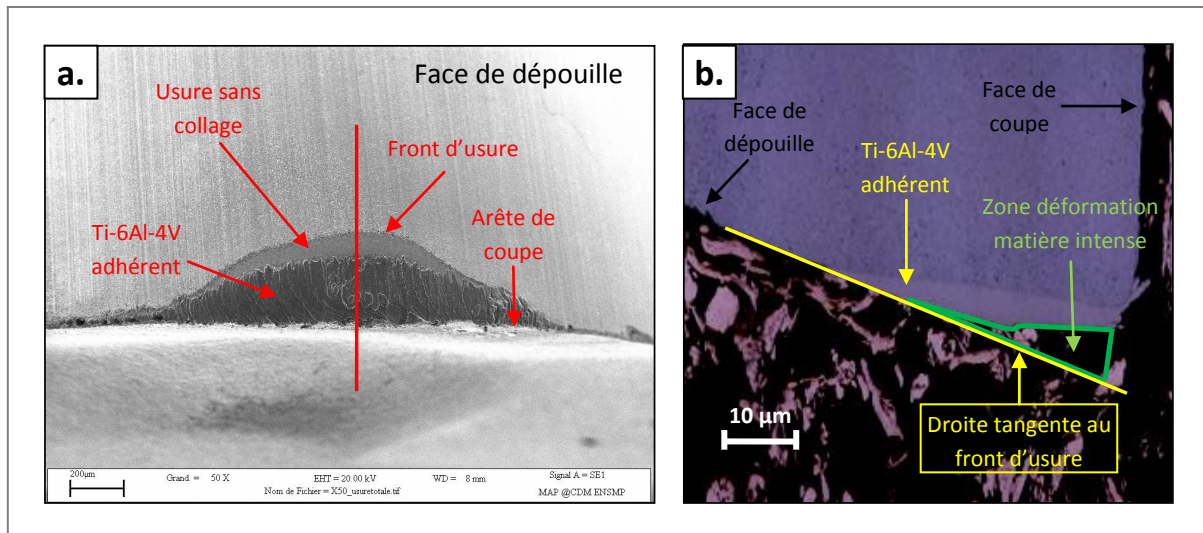 a.
Face de dépouille
Usure sans
collage
Front d'usure
Arête de
coupe
Ti-6Al-4V
adhérent
200µm
Grand. = 50 X
EHT = 20.00 kV
WD = 8 mm
Signal A = SE1
Nom de Fichier = X50_usuretotale.tif
MAP @CDM ENSMP
b.
Face de
dépouille
Face de
coupe
Ti-6Al-4V
adhérent
Zone déformation
matière intense
10 µm
Droite tangente au
front d'usure